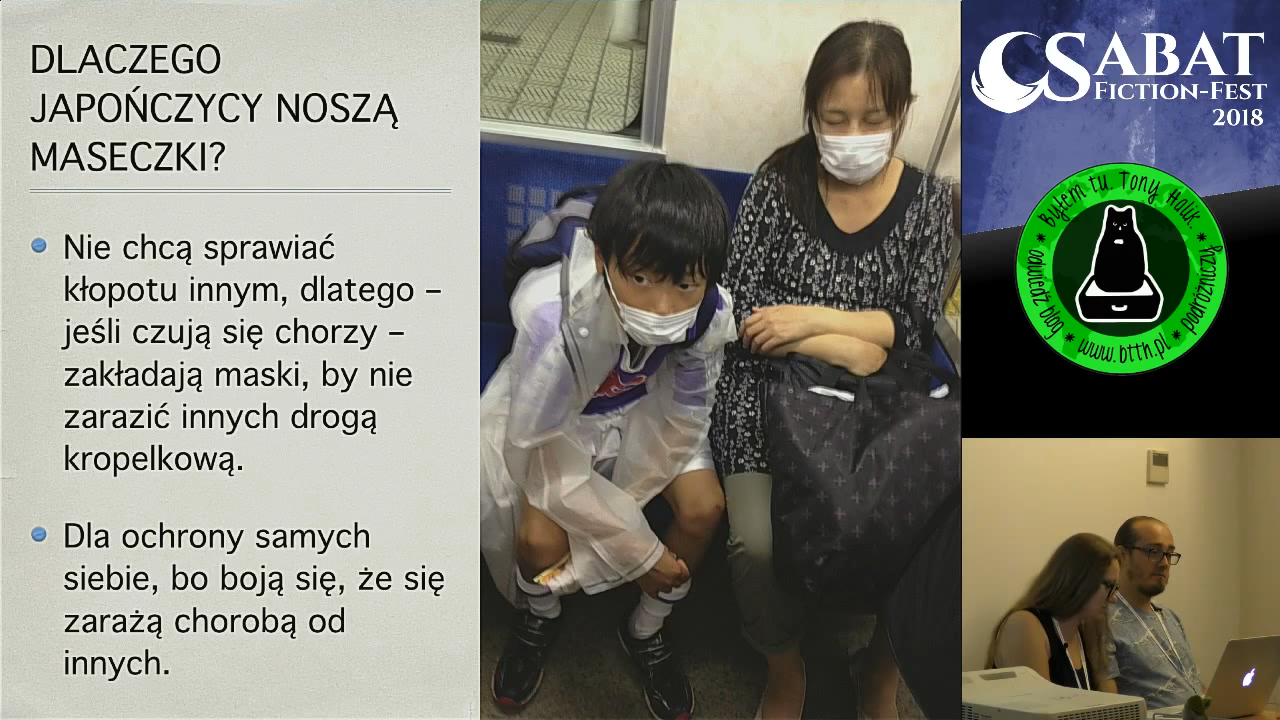 DLACZEGO
JAPOŃCZYCY NOSZĄ
MASECZKI?
Nie chcą sprawiać
kłopotu innym, dlatego –
jeśli czują się chorzy –
zakładają maski, by nie
zarazić innych drogą
kropelkową.
Dla ochrony samych
siebie, bo boją się, że się
zarażą chorobą od
innych.
SABAT
FICTION-FEST
2018
Byłem tu. Tony Halik.
podróżniczy
* www.btth.pl *
odwiedź blog